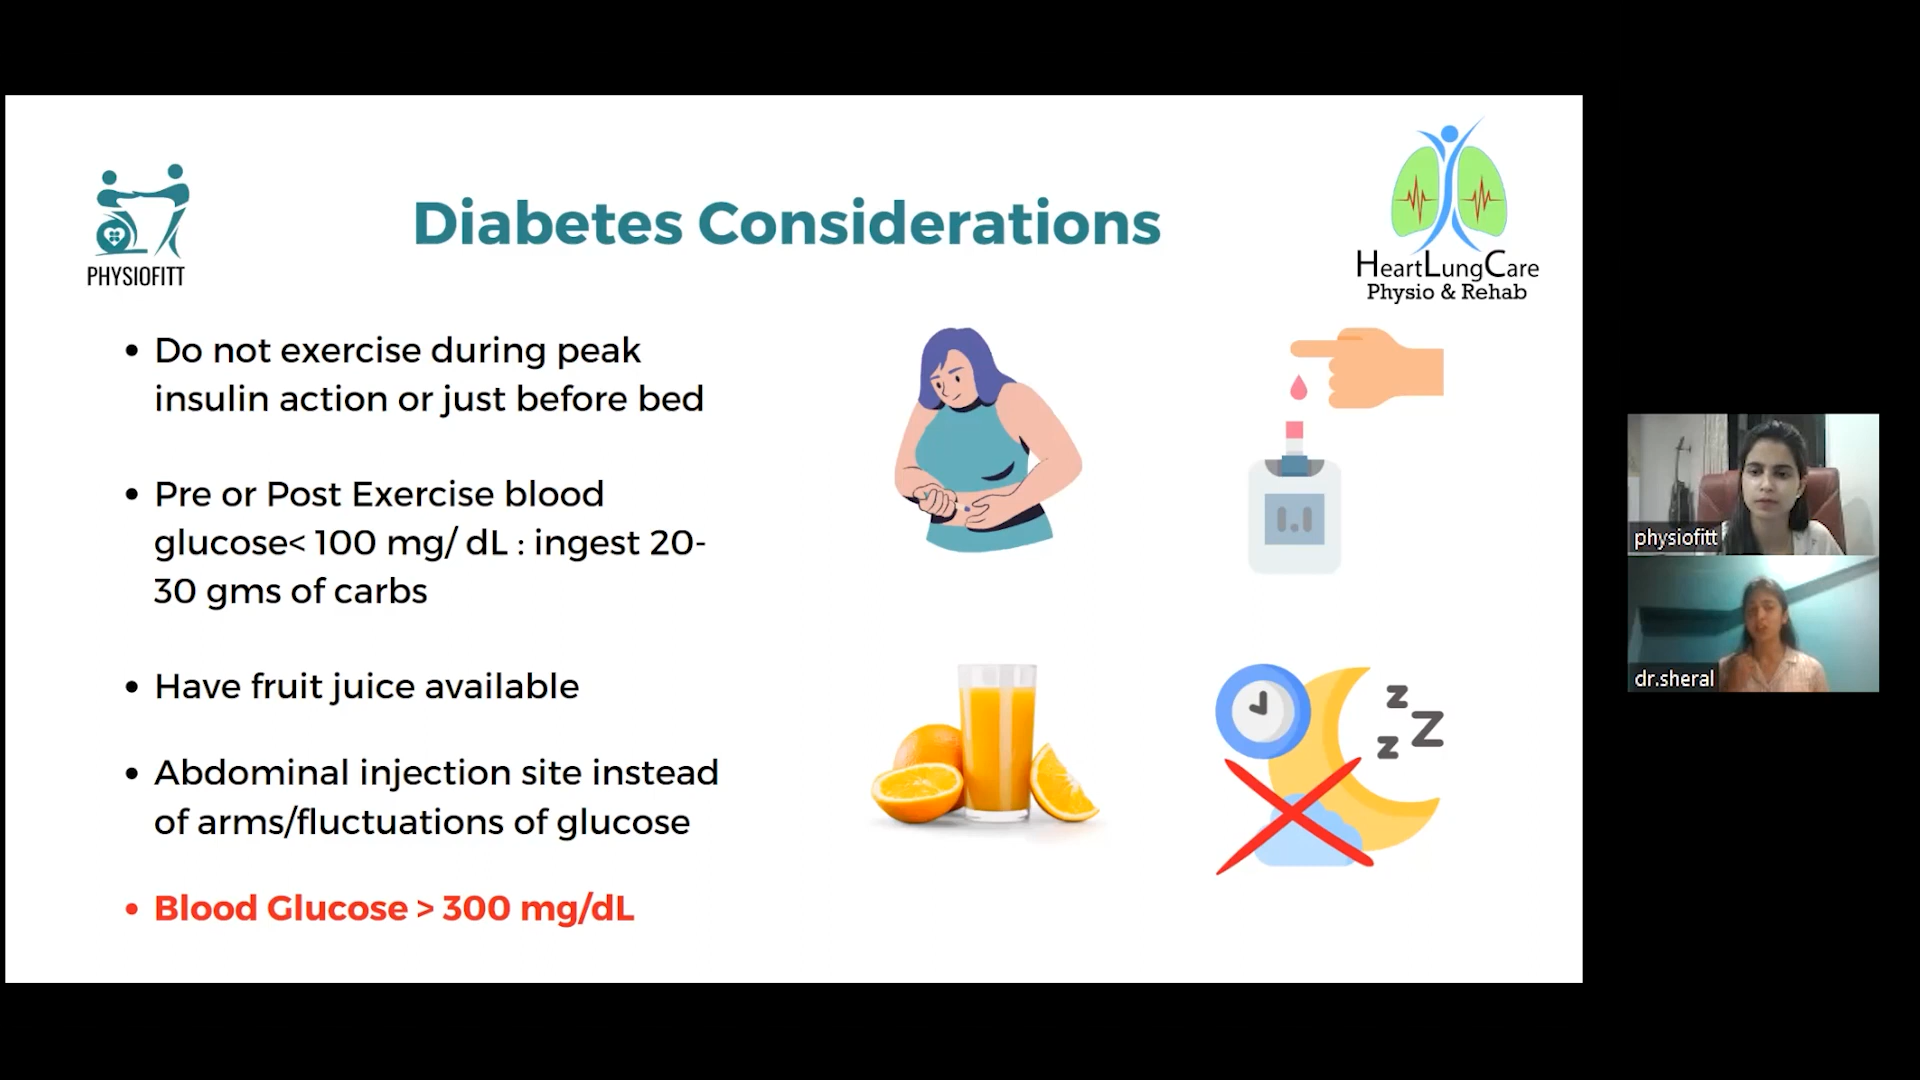 PHYSIOFITT
Diabetes Considerations
HeartLungCare
Physio & Rehab
• Do not exercise during peak
insulin action or just before bed
• Pre or Post Exercise blood
glucose< 100 mg/ dL : ingest 20-
30 gms of carbs
• Have fruit juice available
• Abdominal injection site instead
of arms/fluctuations of glucose
• Blood Glucose > 300 mg/dL
z
Z
z
physiofitt
dr.sheral